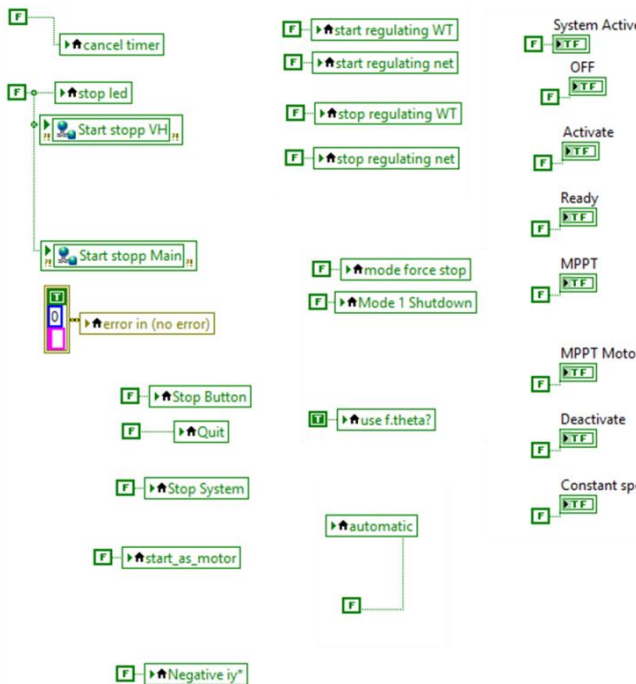 F
cancel timer
F
stop led
?!
Start stopp VH
?!
?!
Start stopp Main
?!
T
0
error in (no error)
F
Stop Button
F
Quit
F
Stop System
F
start_as_motor
F
Negative iy*
F
start regulating WT
F
start regulating net
F
stop regulating WT
F
stop regulating net
F
mode force stop
F
Mode 1 Shutdown
T
use f.theta?
automatic
F
System Active
F
TF
OFF
F
TF
Activate
F
TF
Ready
F
TF
MPPT
F
TF
MPPT Moto
F
TF
Deactivate
F
TF
Constant spe
F
TF